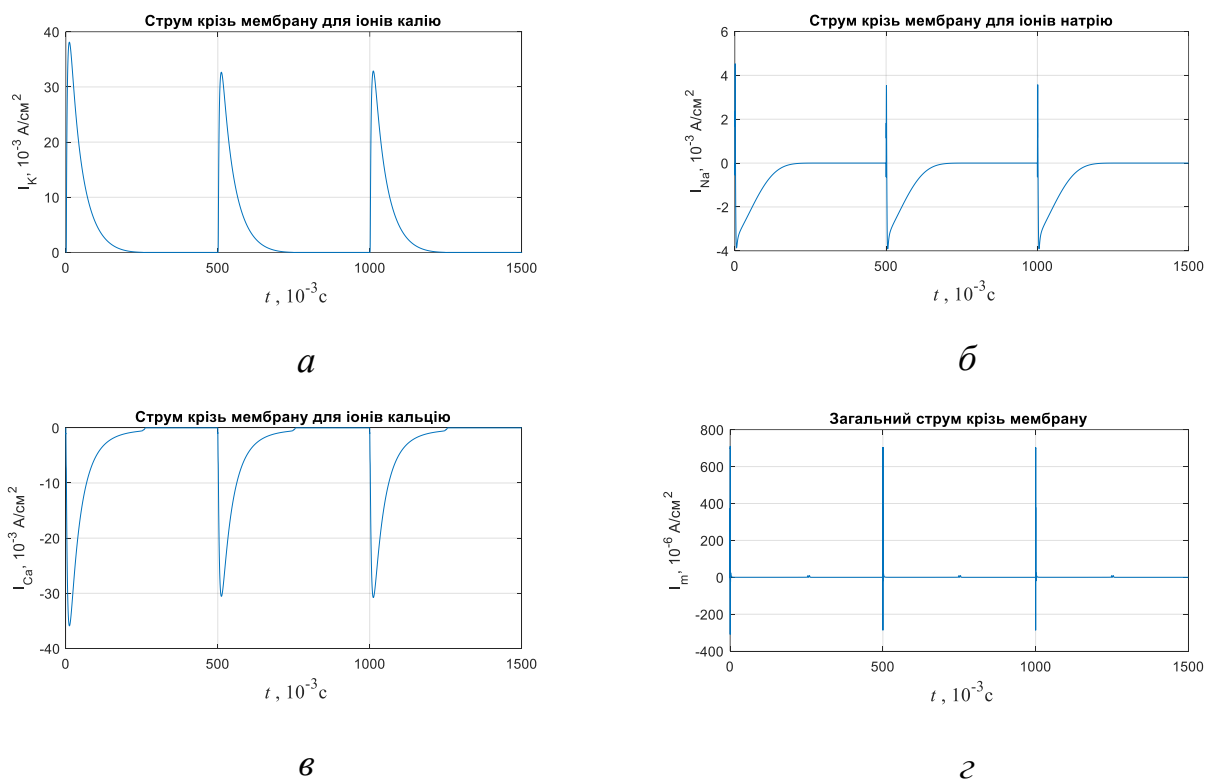 Струм крізь мембрану для іонів калію
I_K, 10^-3 А/см^2
40
30
20
10
0
0 500 1000 1500
t , 10^-3 с
а
Струм крізь мембрану для іонів натрію
I_Na, 10^-3 А/см^2
6
4
2
0
-2
-4
0 500 1000 1500
t , 10^-3 с
б
Струм крізь мембрану для іонів кальцію
I_Ca, 10^-3 А/см^2
0
-10
-20
-30
-40
0 500 1000 1500
t , 10^-3 с
в
Загальний струм крізь мембрану
I_m, 10^-6 А/см^2
800
600
400
200
0
-200
-400
0 500 1000 1500
t , 10^-3 с
г